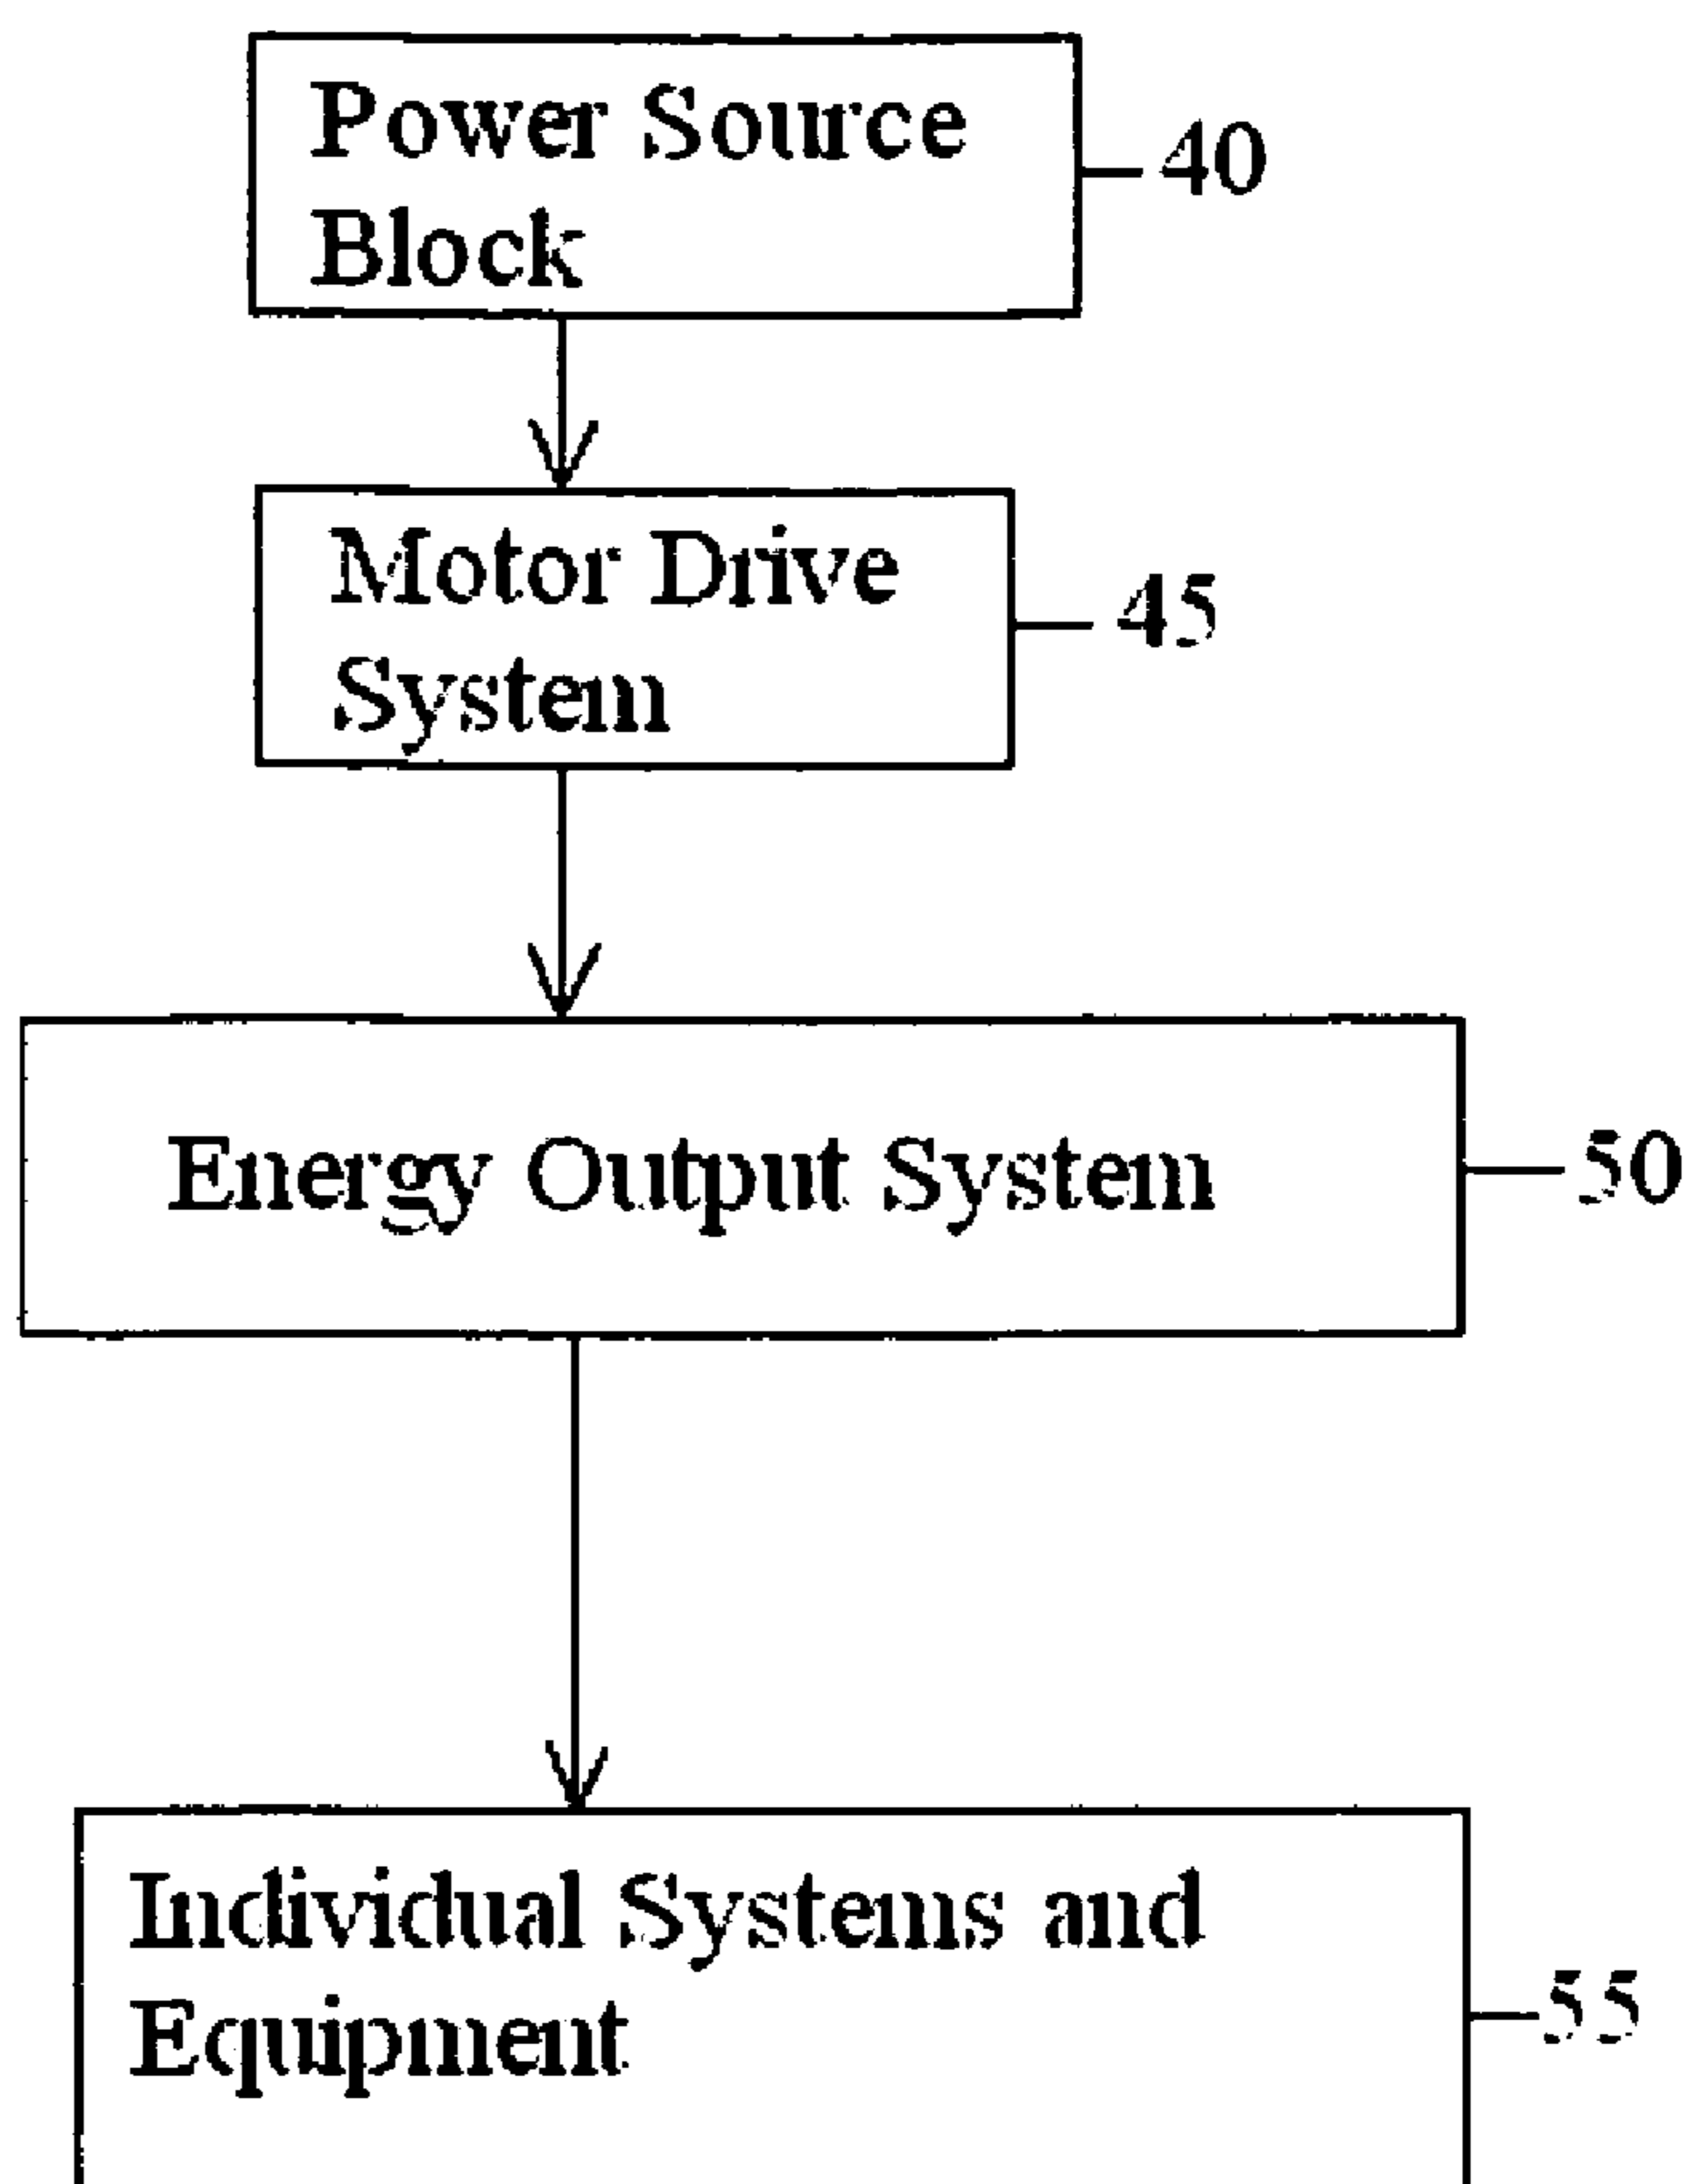 Power Source
Block
40
Motor Drive
System
45
Energy Output System
50
Individual Systems and
Equipment
55